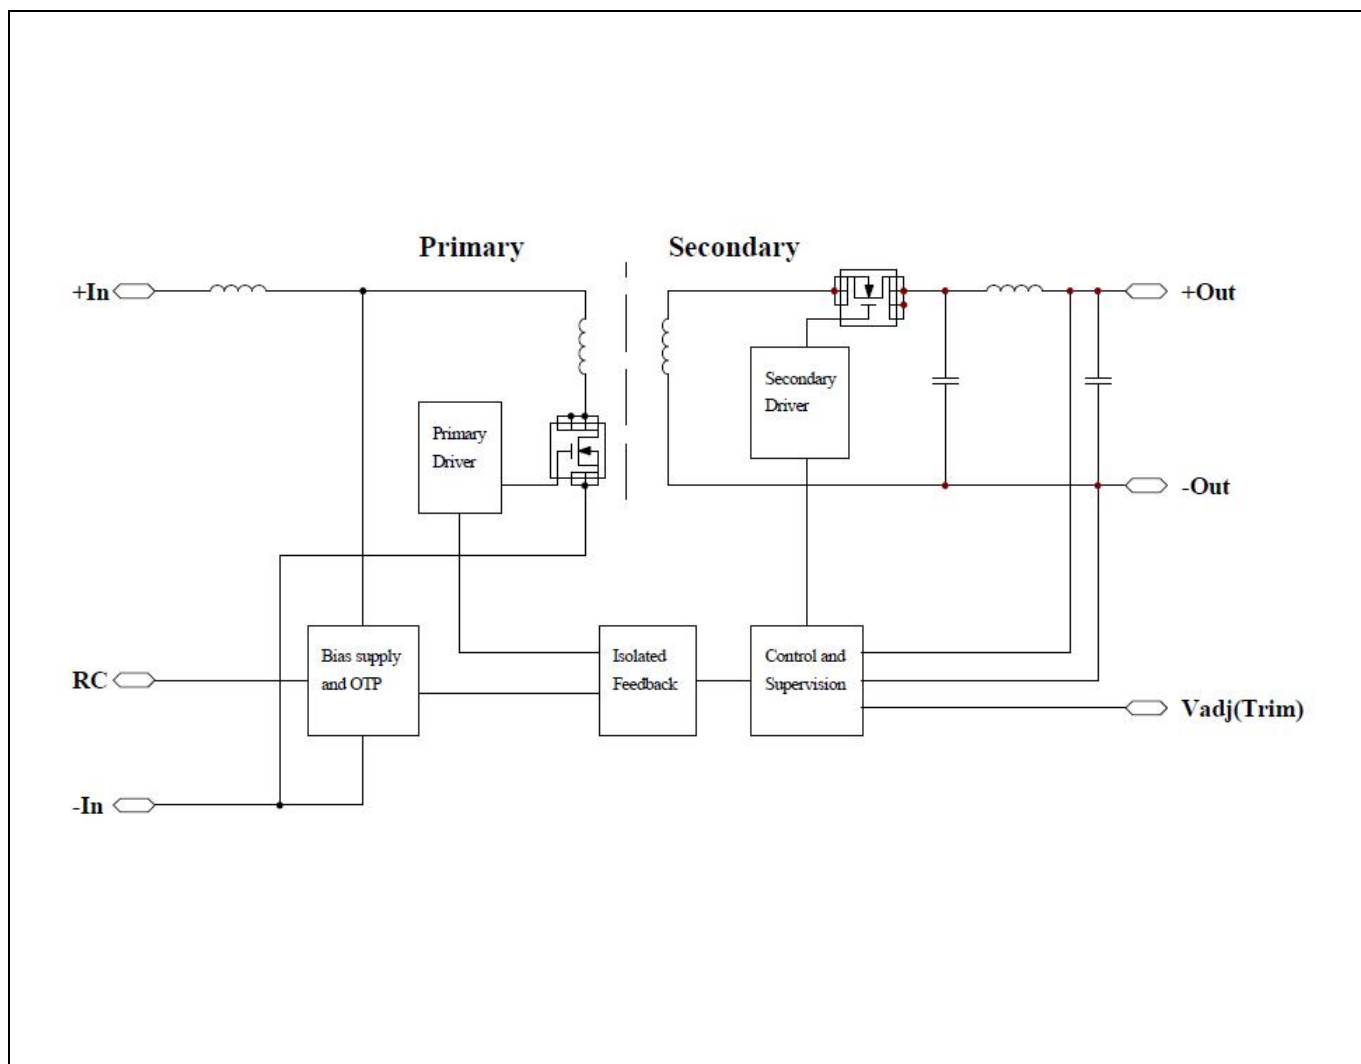 Primary
Secondary
+In
+Out
Secondary
Driver
Primary
Driver
-Out
Bias supply
and OTP
Isolated
Feedback
Control and
Supervision
RC
Vadj(Trim)
-In